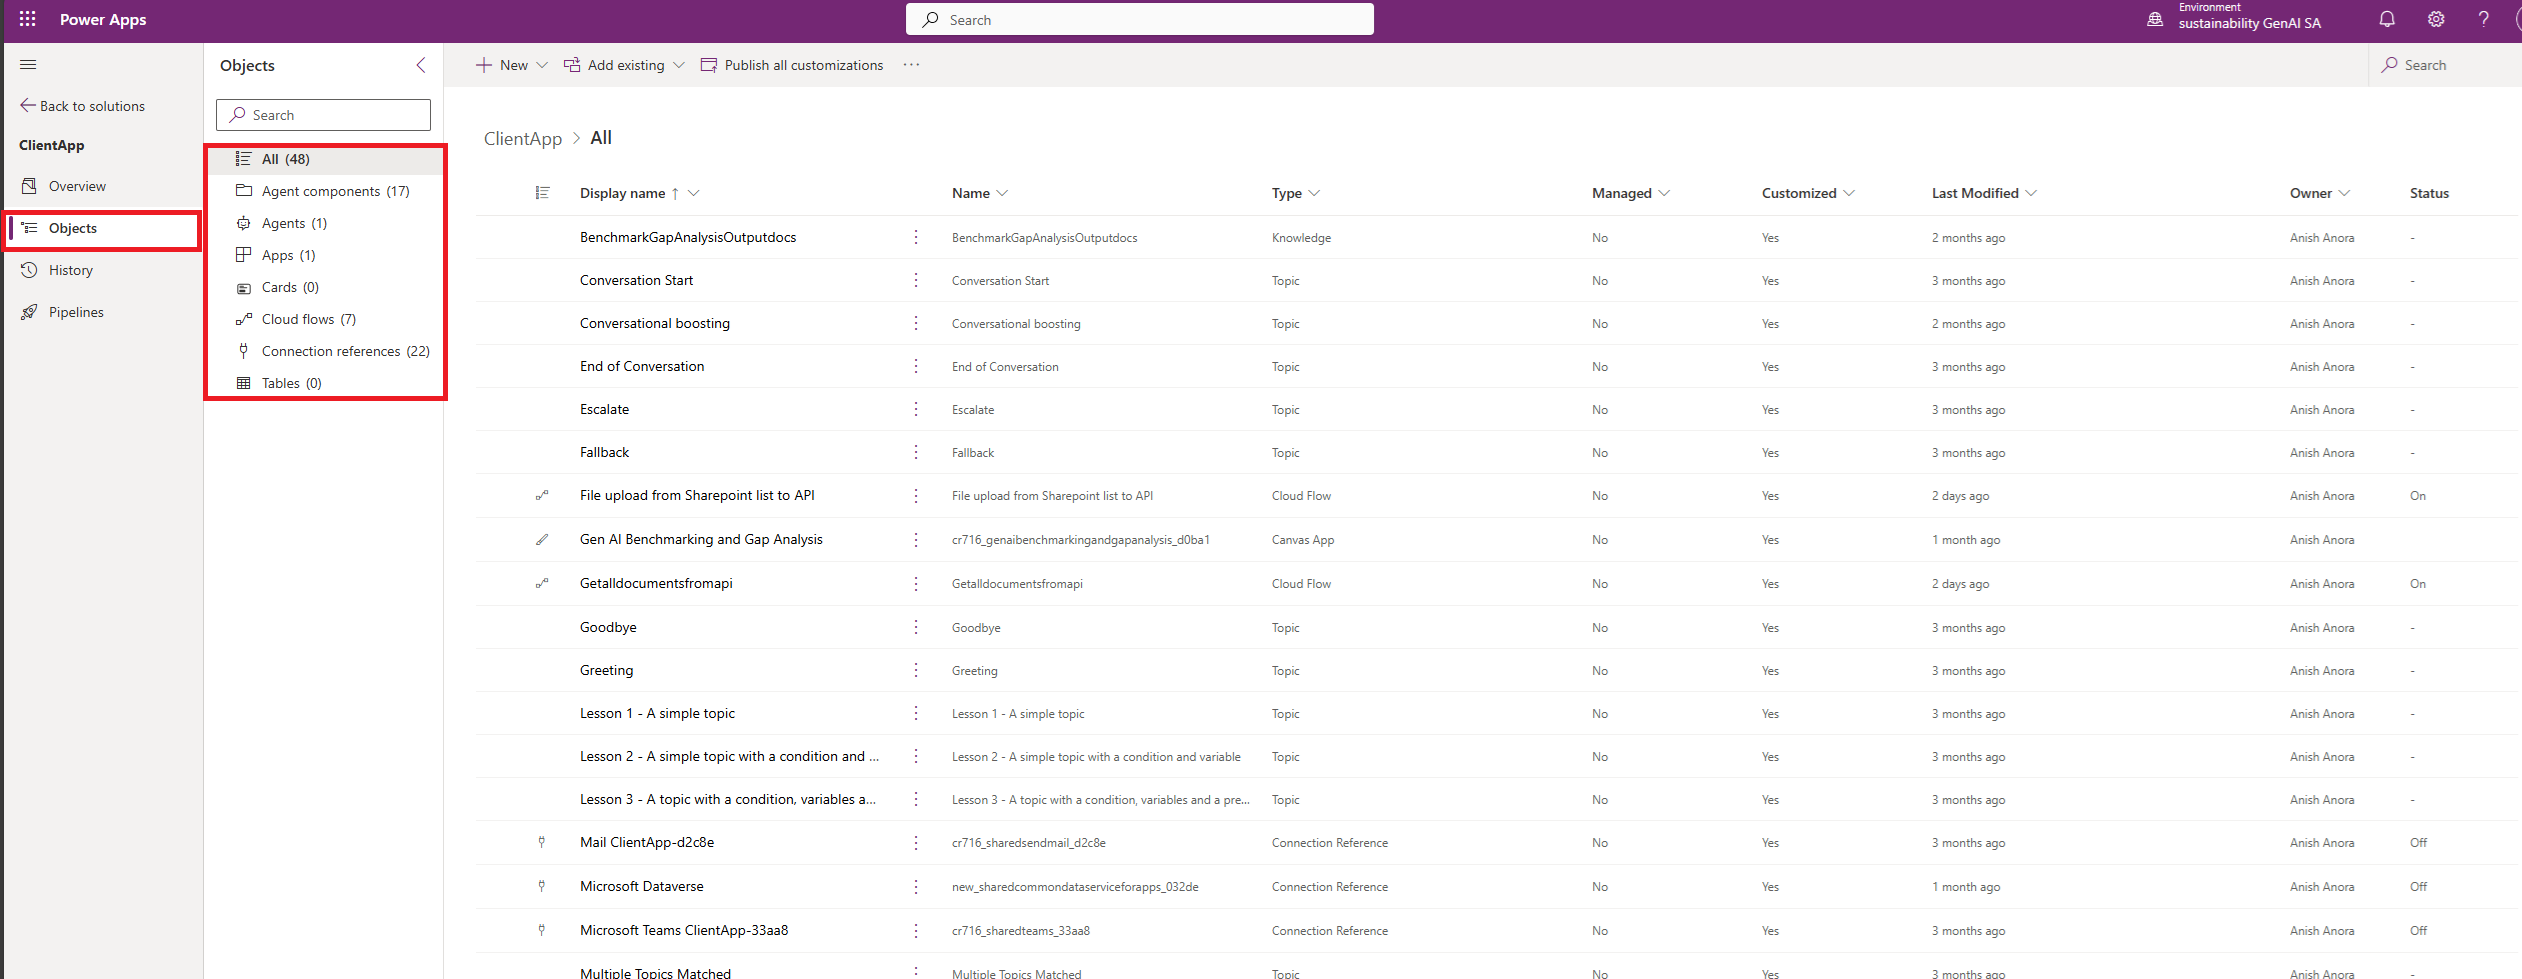 Power Apps
Search
Environment
sustainability GenAI SA
?
Back to solutions
ClientApp
Overview
Objects
History
Pipelines
Objects
Search
All (48)
Agent components (17)
Agents (1)
Apps (1)
Cards (0)
Cloud flows (7)
Connection references (22)
Tables (0)
New Add existing Publish all customizations ··· Search
ClientApp > All
Display name ↑ Name Type Managed Customized Last Modified Owner Status
BenchmarkGapAnalysisOutputdocs BenchmarkGapAnalysisOutputdocs Knowledge No Yes 2 months ago Anish Anora -
Conversation Start Conversation Start Topic No Yes 3 months ago Anish Anora -
Conversational boosting Conversational boosting Topic No Yes 2 months ago Anish Anora -
End of Conversation End of Conversation Topic No Yes 3 months ago Anish Anora -
Escalate Escalate Topic No Yes 3 months ago Anish Anora -
Fallback Fallback Topic No Yes 3 months ago Anish Anora -
File upload from Sharepoint list to API File upload from Sharepoint list to API Cloud Flow No Yes 2 days ago Anish Anora On
Gen AI Benchmarking and Gap Analysis cr716_genaibenchmarkingandgapanalysis_d0ba1 Canvas App No Yes 1 month ago Anish Anora
Getalldocumentsfromapi Getalldocumentsfromapi Cloud Flow No Yes 2 days ago Anish Anora On
Goodbye Goodbye Topic No Yes 3 months ago Anish Anora -
Greeting Greeting Topic No Yes 3 months ago Anish Anora -
Lesson 1 - A simple topic Lesson 1 - A simple topic Topic No Yes 3 months ago Anish Anora -
Lesson 2 - A simple topic with a condition and ... Lesson 2 - A simple topic with a condition and variable Topic No Yes 3 months ago Anish Anora -
Lesson 3 - A topic with a condition, variables a... Lesson 3 - A topic with a condition, variables and a pre... Topic No Yes 3 months ago Anish Anora -
Mail ClientApp-d2c8e cr716_sharedsendmail_d2c8e Connection Reference No Yes 3 months ago Anish Anora Off
Microsoft Dataverse new_sharedcommondataserviceforapps_032de Connection Reference No Yes 1 month ago Anish Anora Off
Microsoft Teams ClientApp-33aa8 cr716_sharedteams_33aa8 Connection Reference No Yes 3 months ago Anish Anora Off
Multiple Topics Matched Multiple Topics Matched Topic No Yes 3 months ago Anish Anora -